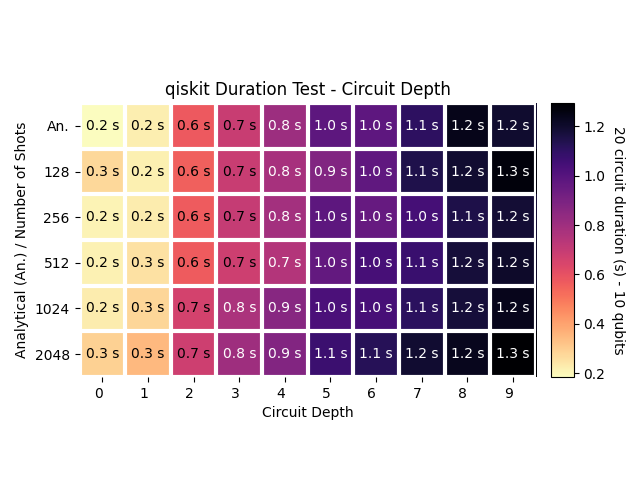 qiskit Duration Test - Circuit Depth
An. 0.2 s 0.2 s 0.6 s 0.7 s 0.8 s 1.0 s 1.0 s 1.1 s 1.2 s 1.2 s
128 0.3 s 0.2 s 0.6 s 0.7 s 0.8 s 0.9 s 1.0 s 1.1 s 1.2 s 1.3 s
256 0.2 s 0.2 s 0.6 s 0.7 s 0.8 s 1.0 s 1.0 s 1.0 s 1.1 s 1.2 s
512 0.2 s 0.3 s 0.6 s 0.7 s 0.7 s 1.0 s 1.0 s 1.1 s 1.2 s 1.2 s
1024 0.2 s 0.3 s 0.7 s 0.8 s 0.9 s 1.0 s 1.0 s 1.1 s 1.2 s 1.2 s
2048 0.3 s 0.3 s 0.7 s 0.8 s 0.9 s 1.1 s 1.1 s 1.2 s 1.2 s 1.3 s
0 1 2 3 4 5 6 7 8 9
Circuit Depth
Analytical (An.) / Number of Shots
1.2
1.0
0.8
0.6
0.4
0.2
20 circuit duration (s) - 10 qubits